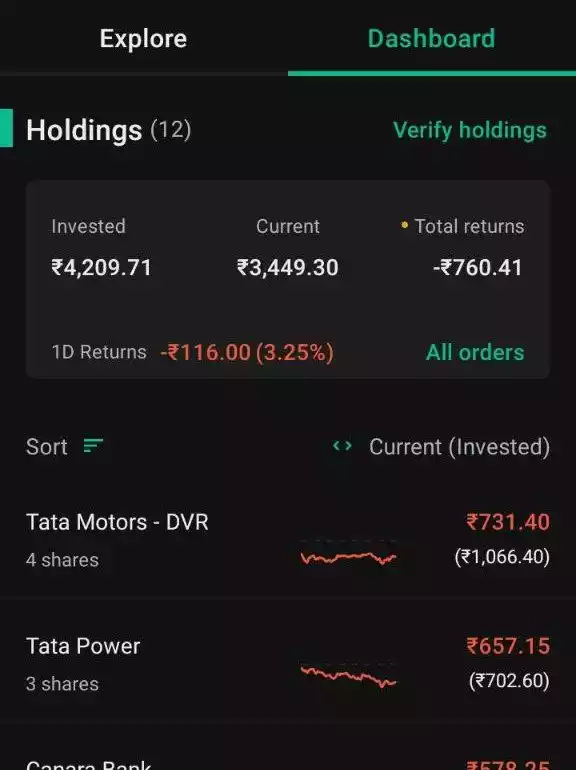 Explore Dashboard
Holdings (12) Verify holdings
Invested Current Total returns
₹4,209.71 ₹3,449.30 -₹760.41
1D Returns -₹116.00 (3.25%) All orders
Sort Current (Invested)
Tata Motors - DVR ₹731.40
4 shares (₹1,066.40)
Tata Power ₹657.15
3 shares (₹702.60)
Canara Bank ₹578.25